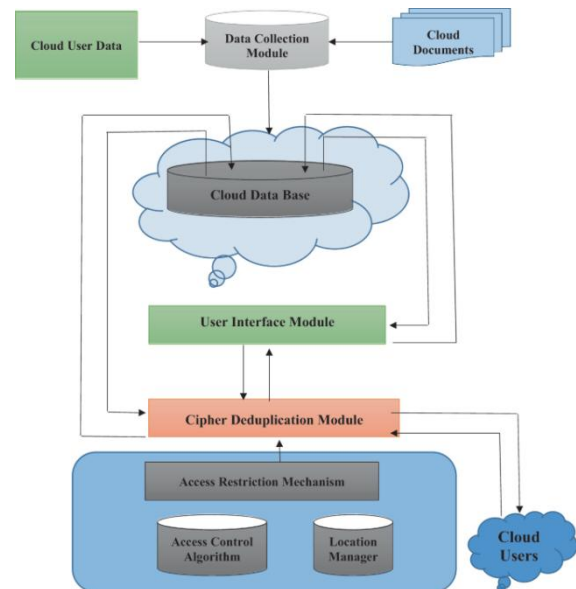 Cloud User Data
Data Collection
Module
Cloud
Documents
Cloud Data Base
User Interface Module
Cipher Deduplication Module
Access Restriction Mechanism
Access Control
Algorithm
Location
Manager
Cloud
Users